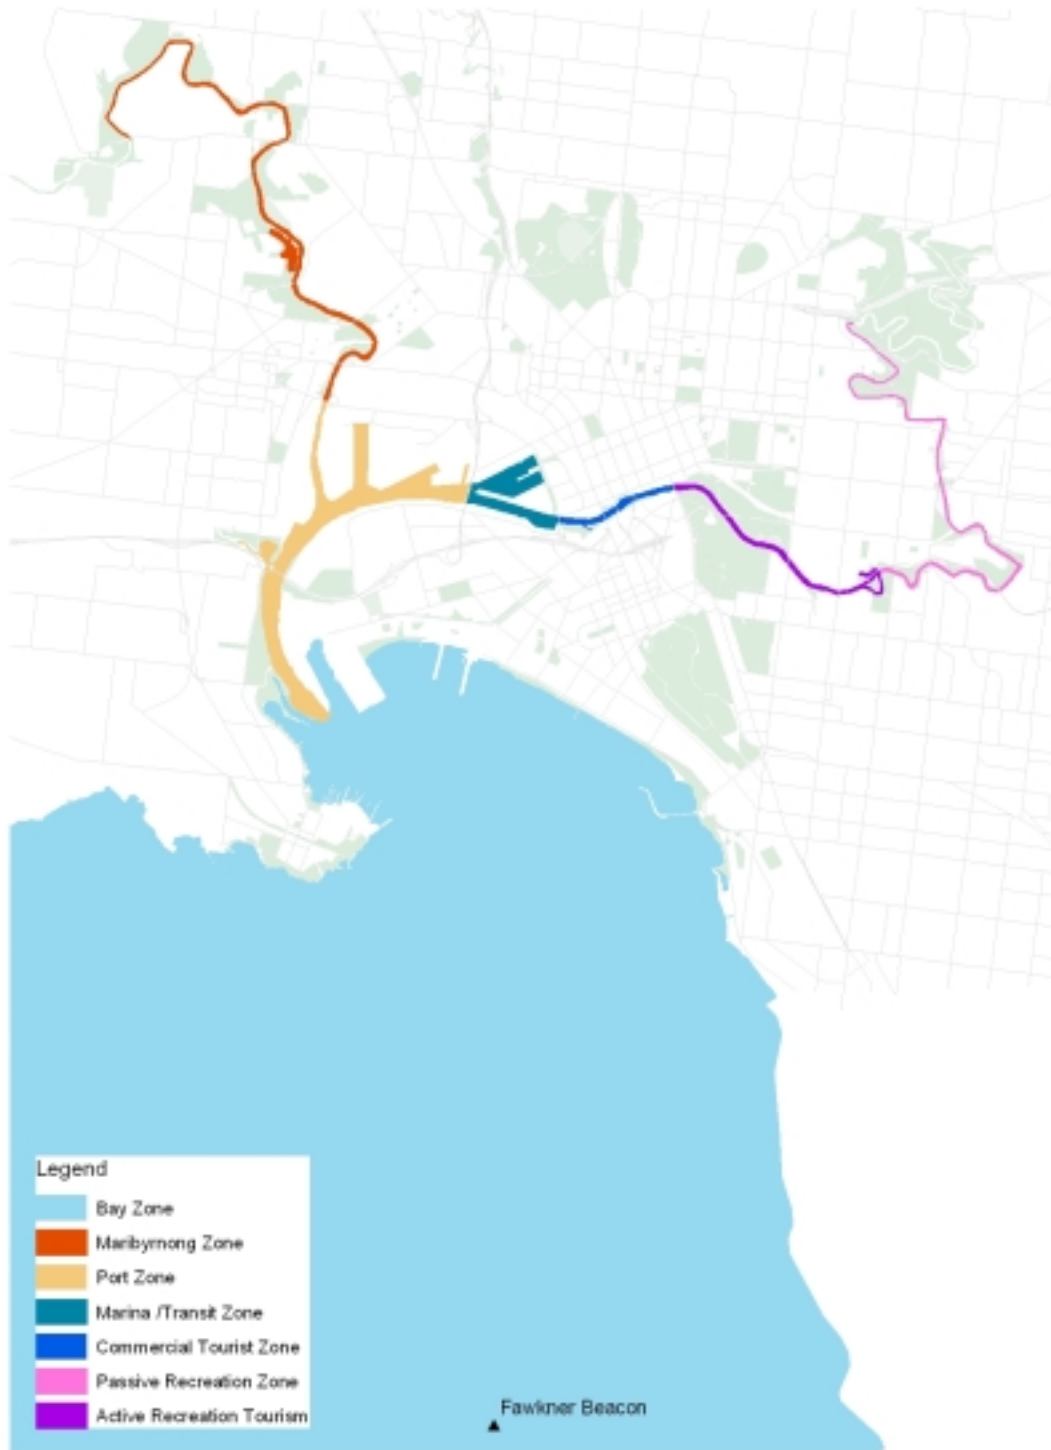 Legend
Bay Zone
Maribyrnong Zone
Port Zone
Marina /Transit Zone
Commercial Tourist Zone
Passive Recreation Zone
Active Recreation Tourism
Fawkner Beacon